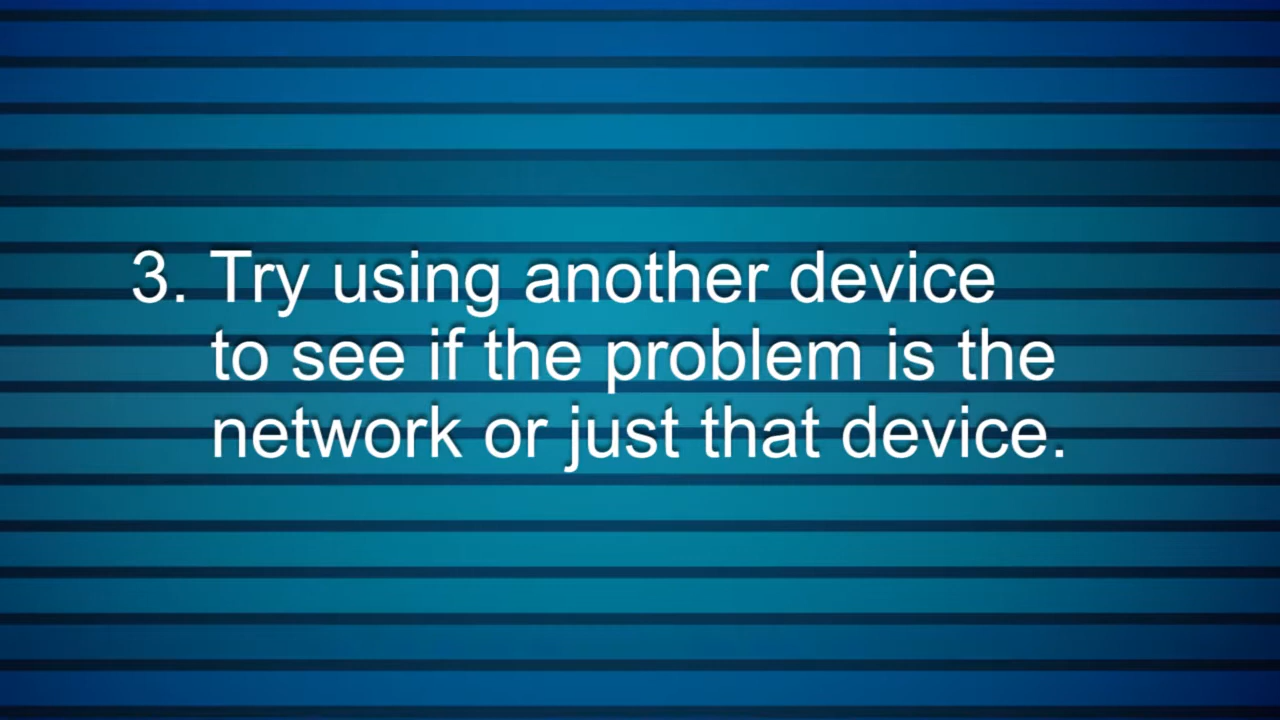 3. Try using another device
to see if the problem is the
network or just that device.